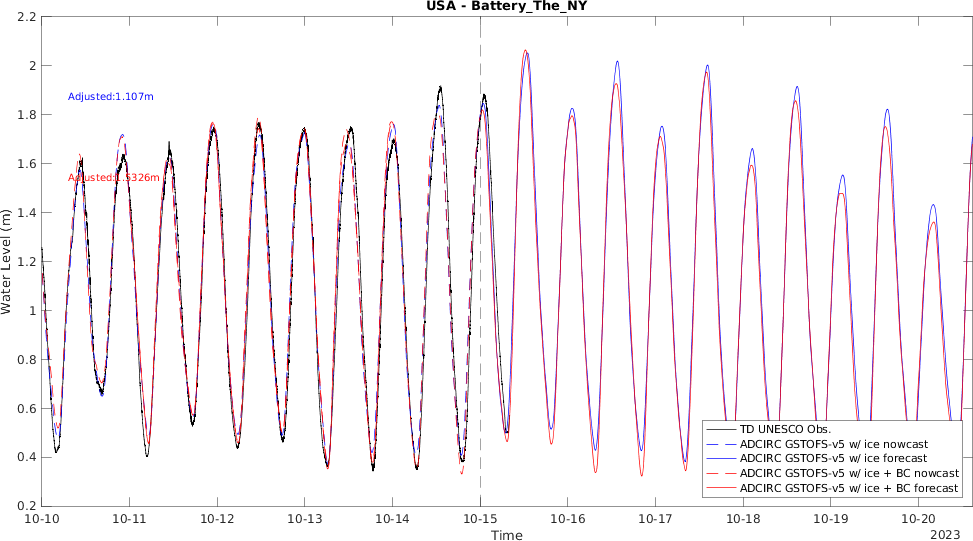 USA - Battery_The_NY
2.2
2
1.8
1.6
1.4
1.2
1
0.8
0.6
0.4
0.2
Water Level (m)
Adjusted:1.107m
Adjusted:1.5326m
TD UNESCO Obs.
ADCIRC GSTOFS-v5 w/ ice nowcast
ADCIRC GSTOFS-v5 w/ ice forecast
ADCIRC GSTOFS-v5 w/ ice + BC nowcast
ADCIRC GSTOFS-v5 w/ ice + BC forecast
10-10 10-11 10-12 10-13 10-14 10-15 10-16 10-17 10-18 10-19 10-20
Time
2023